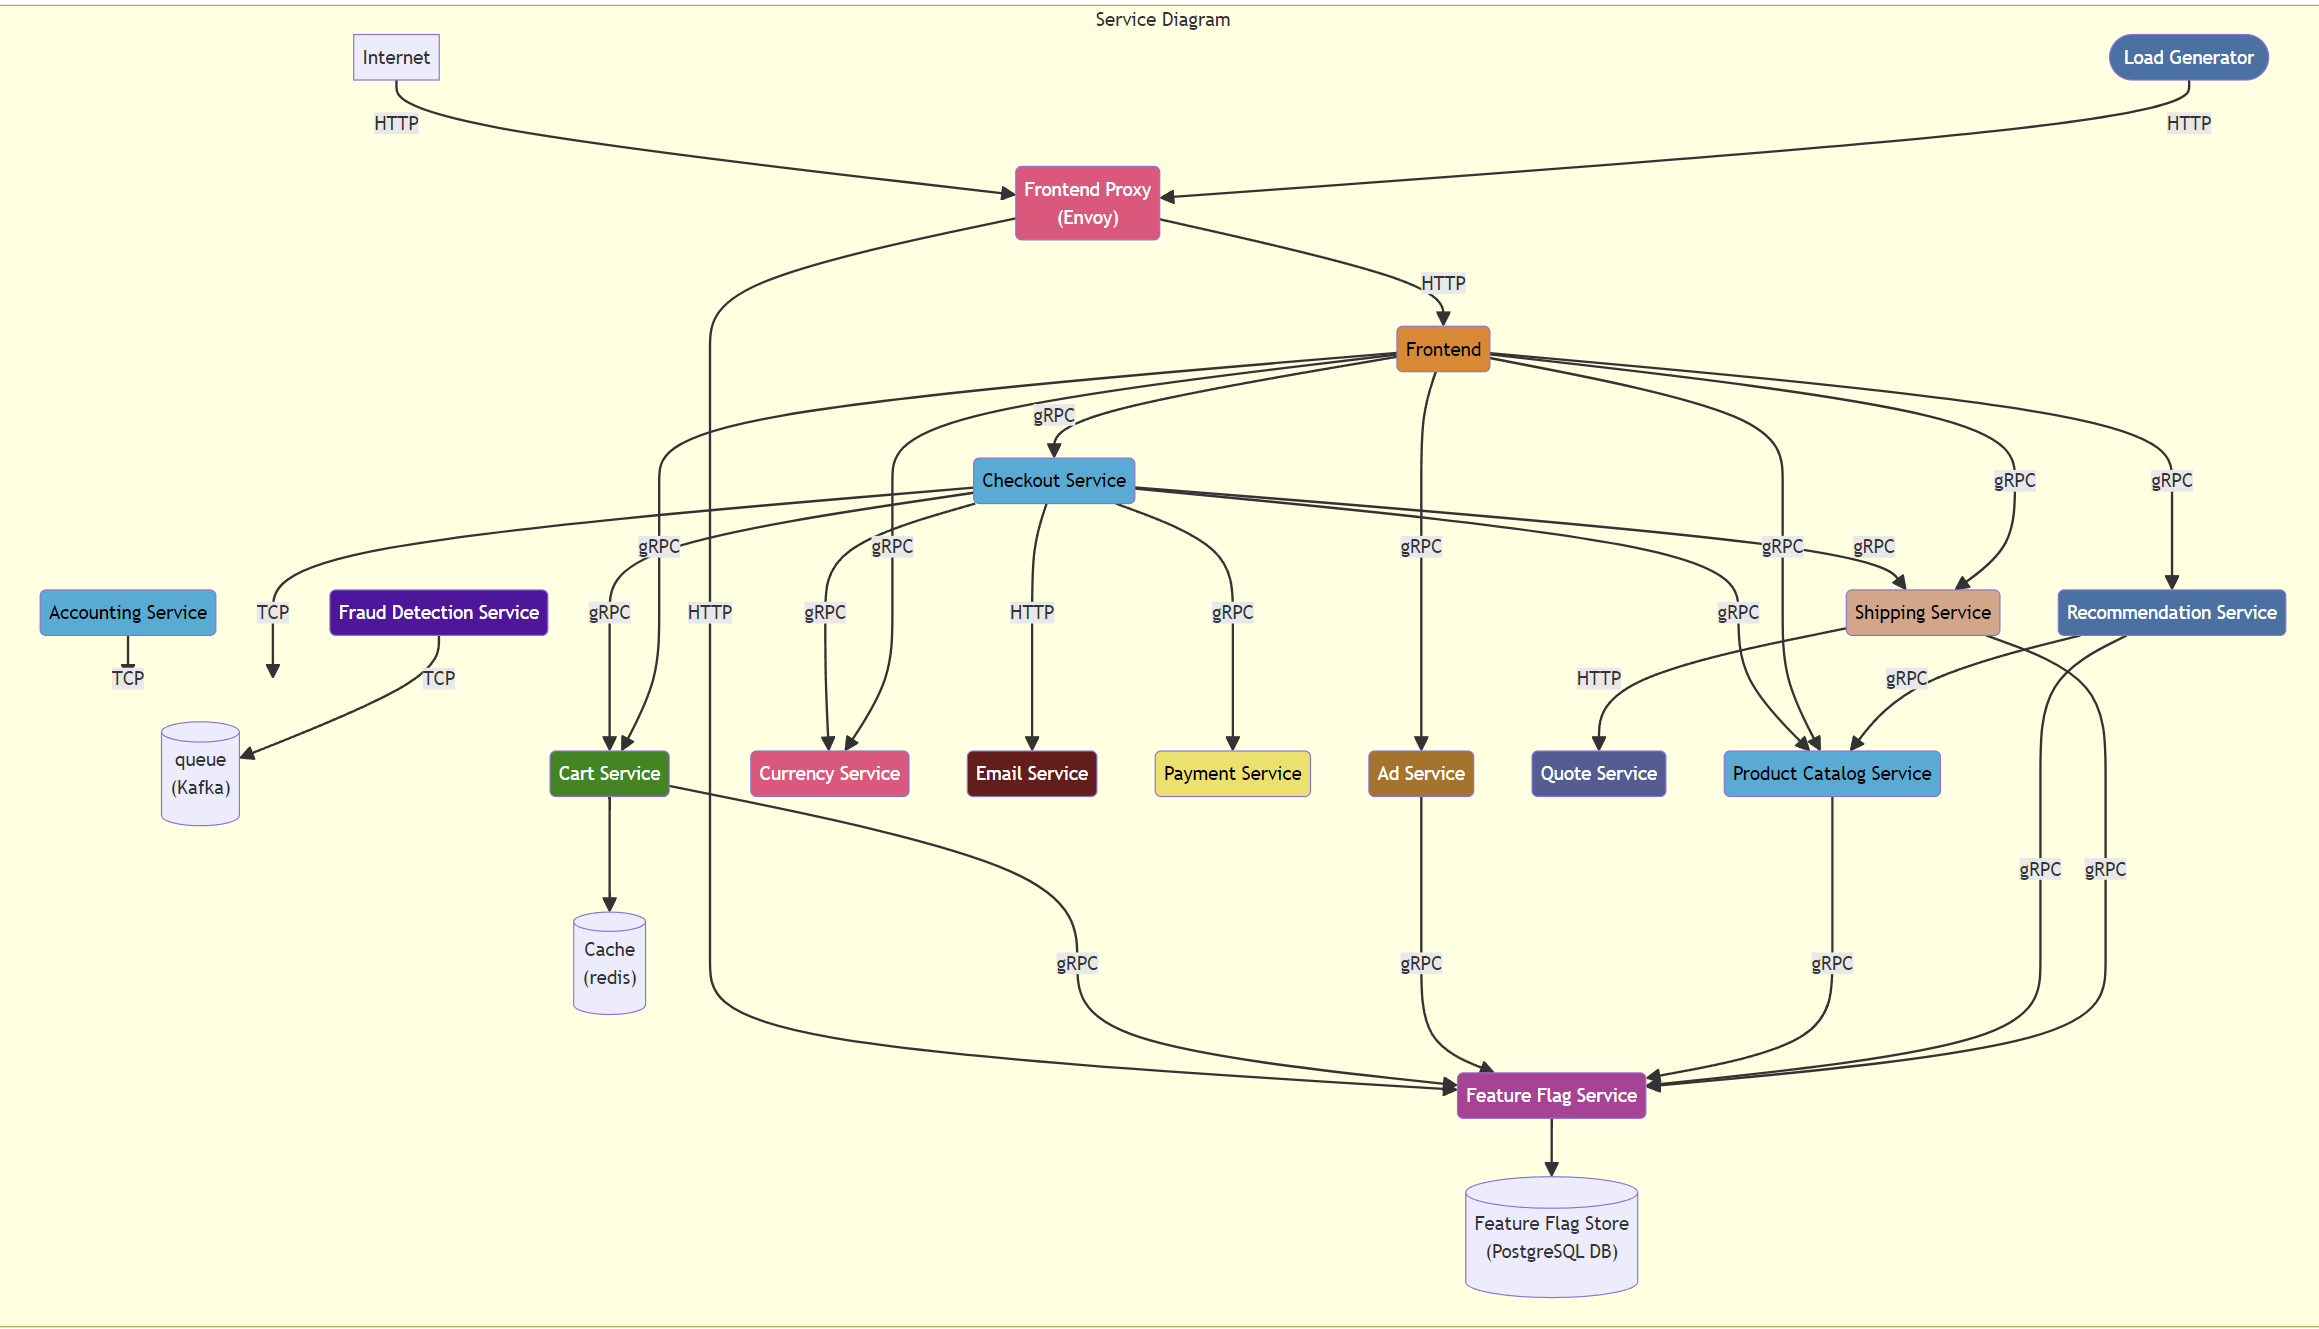 Service Diagram
Internet
Load Generator
HTTP
HTTP
Frontend Proxy
(Envoy)
HTTP
Frontend
gRPC
Checkout Service
gRPC
gRPC
gRPC
gRPC
gRPC
gRPC
gRPC
Accounting Service
TCP
Fraud Detection Service
gRPC
HTTP
gRPC
HTTP
gRPC
gRPC
Shipping Service
Recommendation Service
TCP
TCP
HTTP
gRPC
queue
(Kafka)
Cart Service
Currency Service
Email Service
Payment Service
Ad Service
Quote Service
Product Catalog Service
gRPC
gRPC
Cache
(redis)
gRPC
gRPC
gRPC
Feature Flag Service
Feature Flag Store
(PostgreSQL DB)